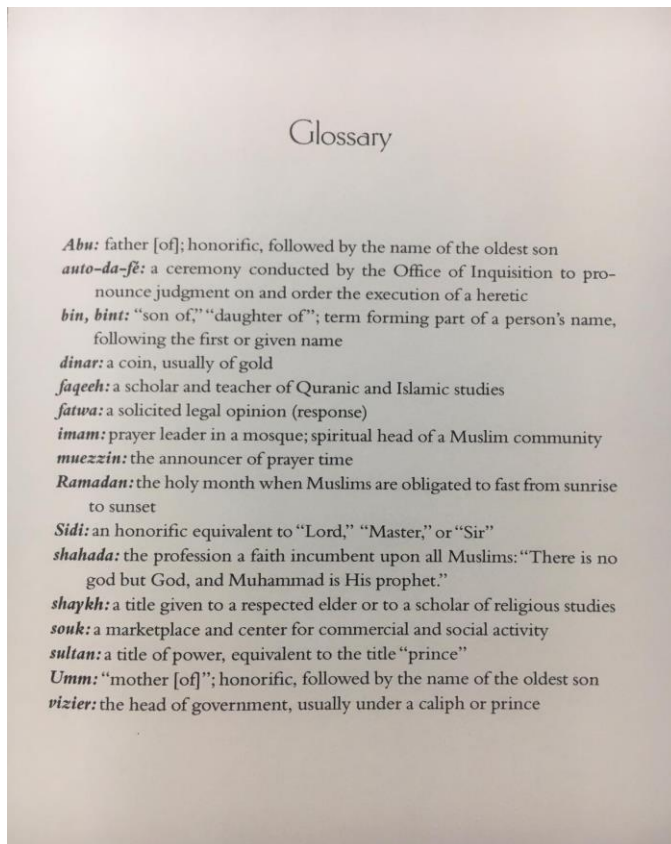 Glossary
Abu: father [of]; honorific, followed by the name of the oldest son
auto-da-fĕ: a ceremony conducted by the Office of Inquisition to pro-
nounce judgment on and order the execution of a heretic
bin, bint: “son of,” “daughter of”; term forming part of a person’s name,
following the first or given name
dinar: a coin, usually of gold
faqeeh: a scholar and teacher of Quranic and Islamic studies
fatwa: a solicited legal opinion (response)
imam: prayer leader in a mosque; spiritual head of a Muslim community
muezzin: the announcer of prayer time
Ramadan: the holy month when Muslims are obligated to fast from sunrise
to sunset
Sidi: an honorific equivalent to “Lord,” “Master,” or “Sir”
shahada: the profession a faith incumbent upon all Muslims: “There is no
god but God, and Muhammad is His prophet.”
shaykh: a title given to a respected elder or to a scholar of religious studies
souk: a marketplace and center for commercial and social activity
sultan: a title of power, equivalent to the title “prince”
Umm: “mother [of]”; honorific, followed by the name of the oldest son
vizier: the head of government, usually under a caliph or prince